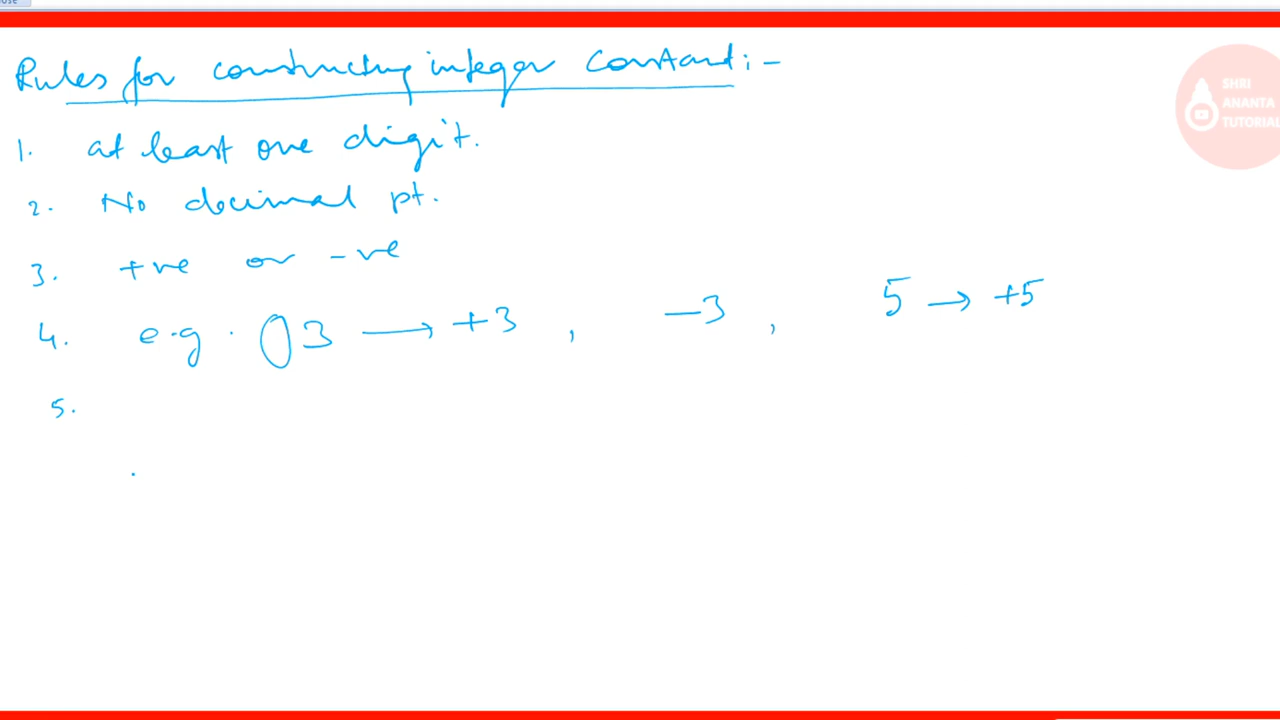 Rules for constructing integer constant :-
1. at least one digit.
2. No decimal pt.
3. +ve or -ve
4. e.g. 3 → +3 , -3 , 5 → +5
5.
SHRI
ANANTA
TUTORIAL